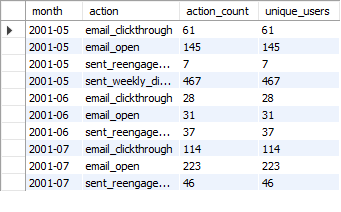 month action action_count unique_users
2001-05 email_clickthrough 61 61
2001-05 email_open 145 145
2001-05 sent_reengage... 7 7
2001-05 sent_weekly_di... 467 467
2001-06 email_clickthrough 28 28
2001-06 email_open 31 31
2001-06 sent_reengage... 37 37
2001-07 email_clickthrough 114 114
2001-07 email_open 223 223
2001-07 sent_reengage... 46 46